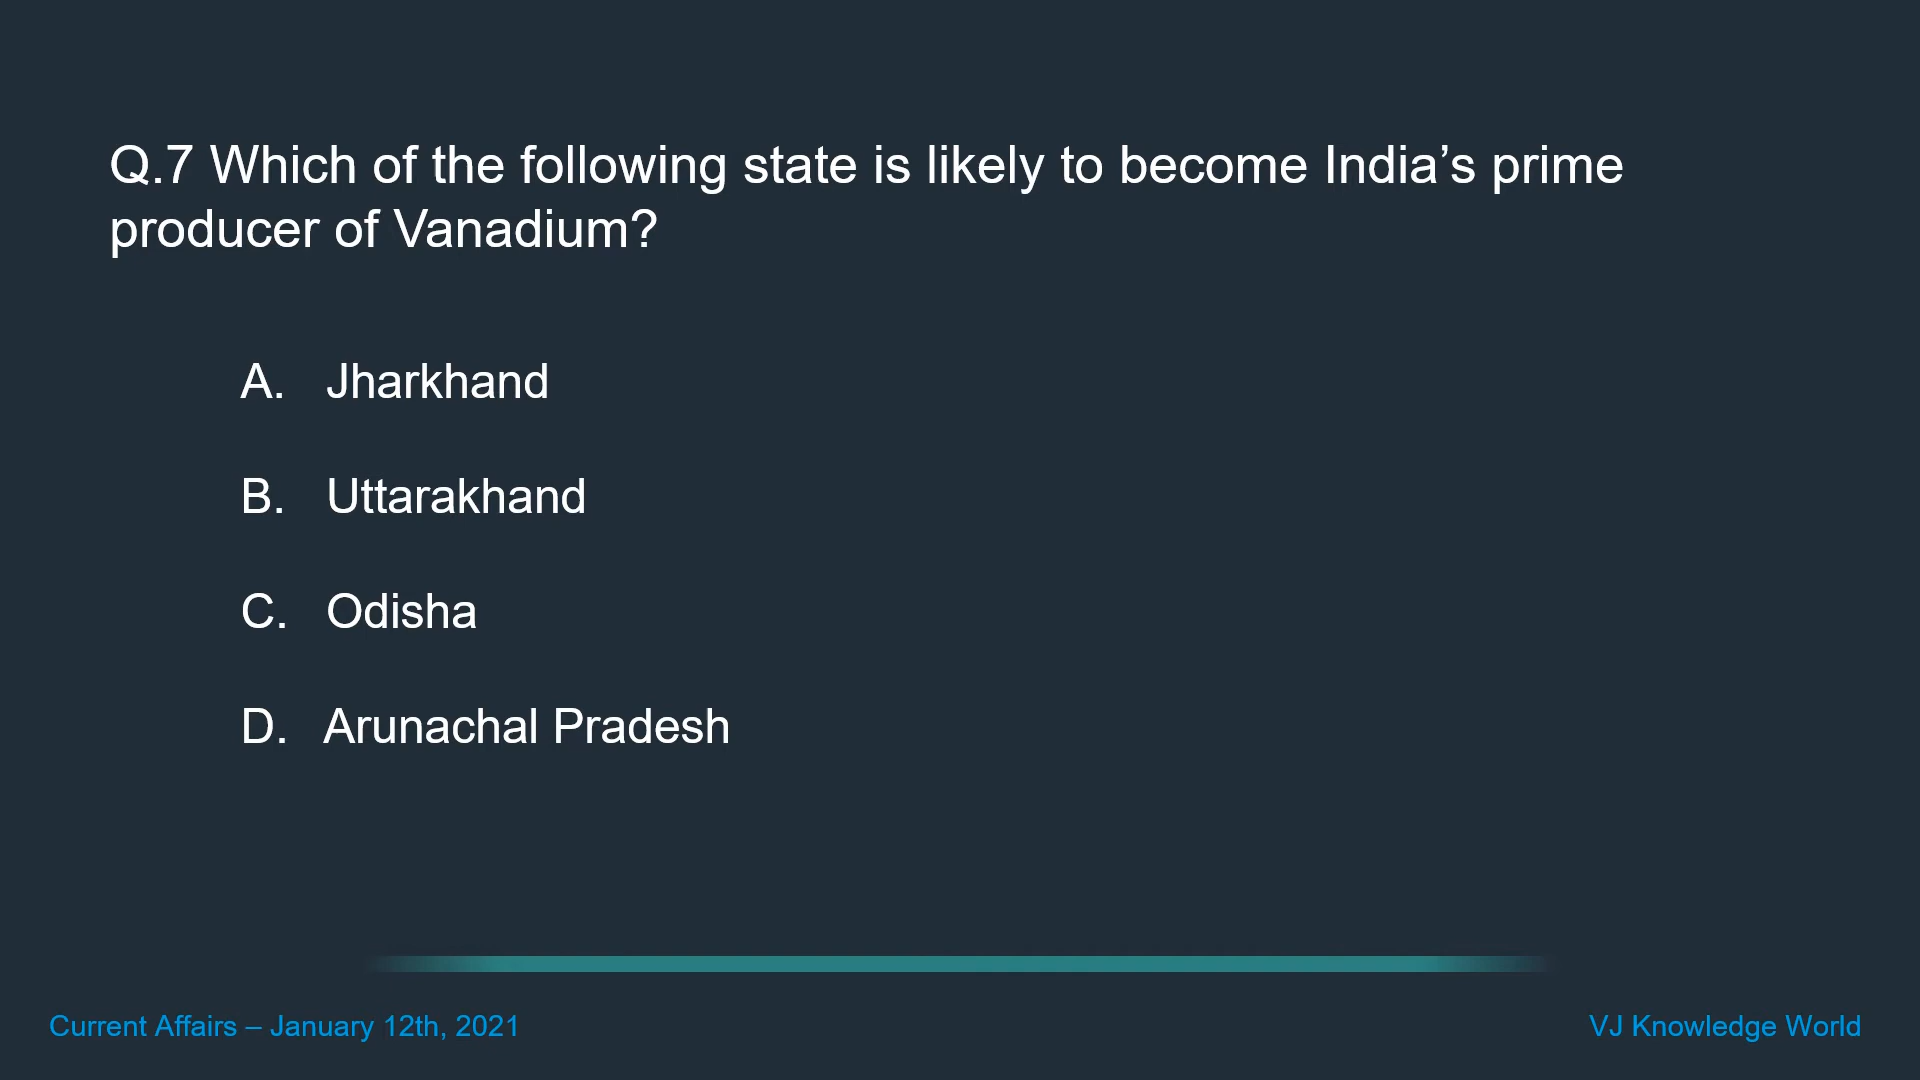 Q.7 Which of the following state is likely to become India’s prime
producer of Vanadium?
A. Jharkhand
B. Uttarakhand
C. Odisha
D. Arunachal Pradesh
Current Affairs – January 12th, 2021
VJ Knowledge World